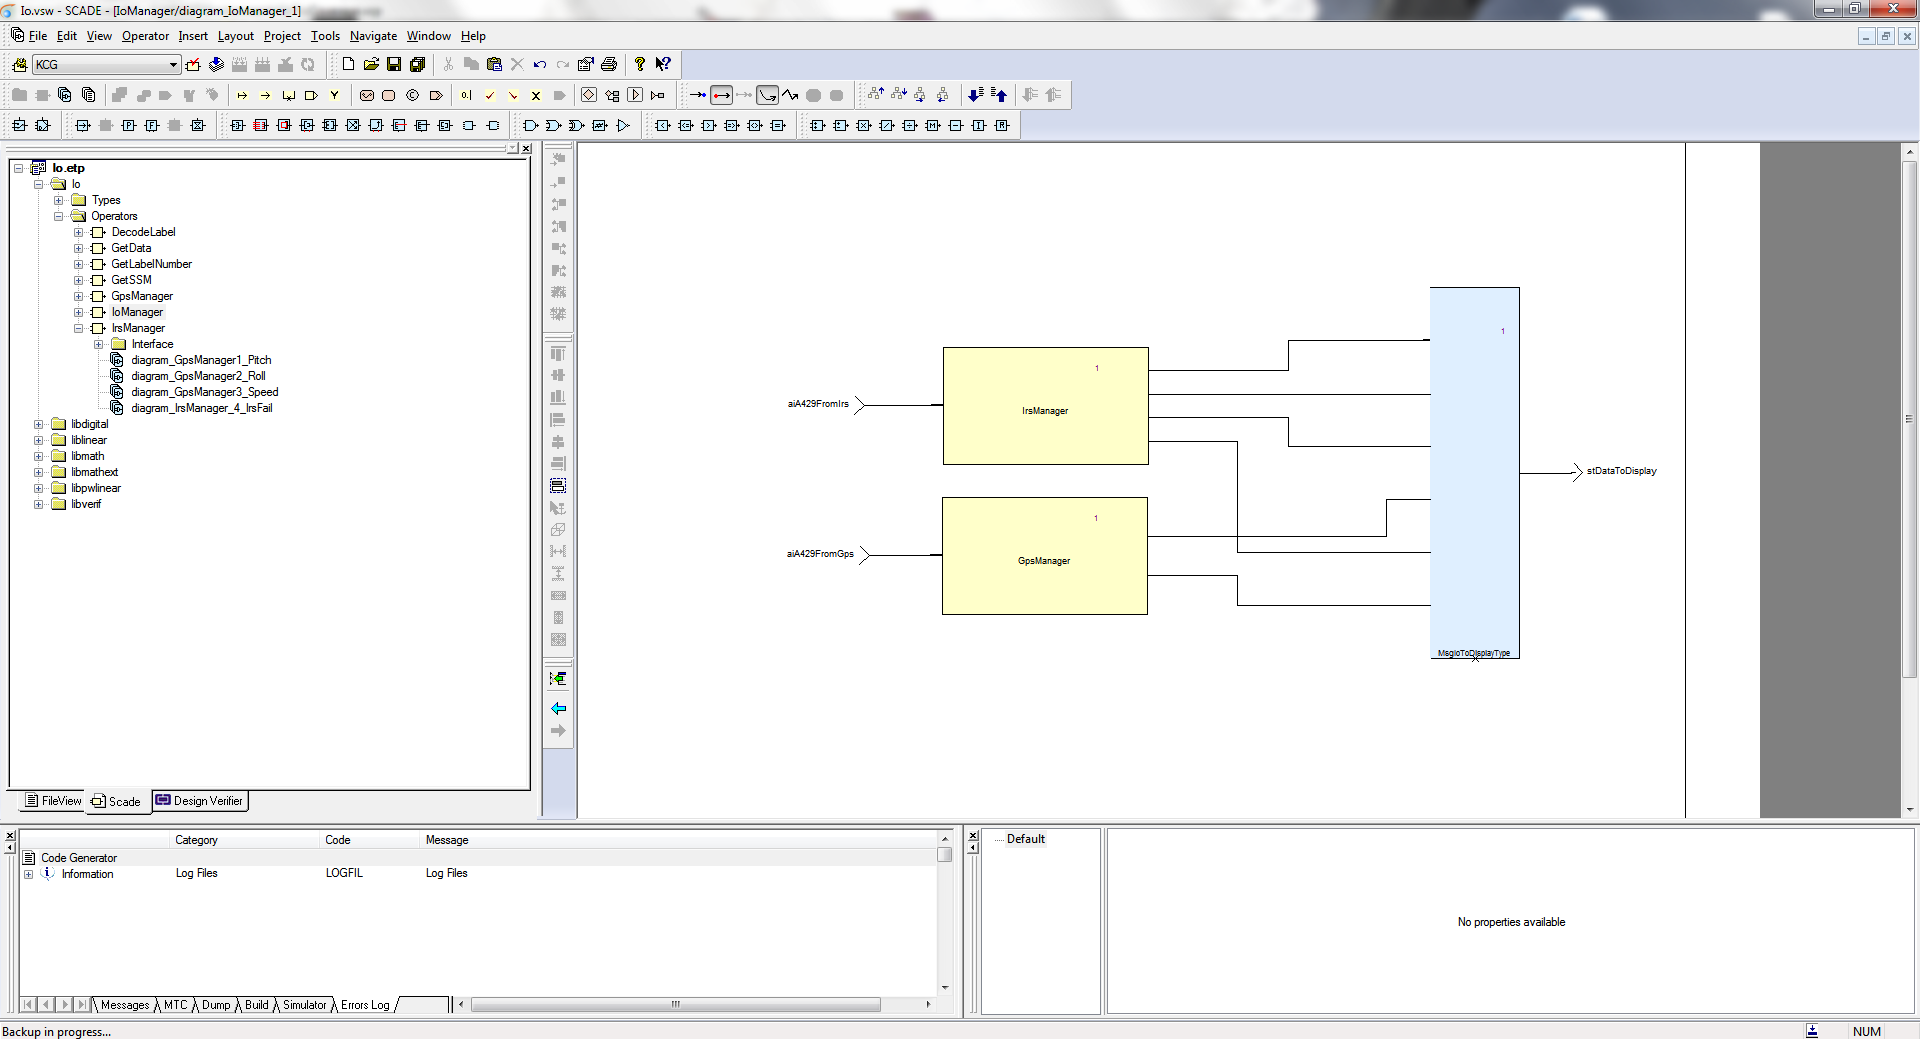 Io.vsw - SCADE - [IoManager/diagram_IoManager_1]
File Edit View Operator Insert Layout Project Tools Navigate Window Help
KCG
Io.etp
Io
Types
Operators
DecodeLabel
GetData
GetLabelNumber
GetSSM
GpsManager
IoManager
IrsManager
Interface
diagram_GpsManager1_Pitch
diagram_GpsManager2_Roll
diagram_GpsManager3_Speed
diagram_IrsManager_4_IrsFail
libdigital
liblinear
libmath
libmathext
libpwlinear
libverif
FileView Scade Design Verifier
1
1
aiA429FromIrs
IrsManager
stDataToDisplay
1
aiA429FromGps
GpsManager
MsgIoToDisplayType
Category Code Message
Code Generator
Information Log Files LOGFIL Log Files
Messages MTC Dump Build Simulator Errors Log
Default
No properties available
Backup in progress...
NUM